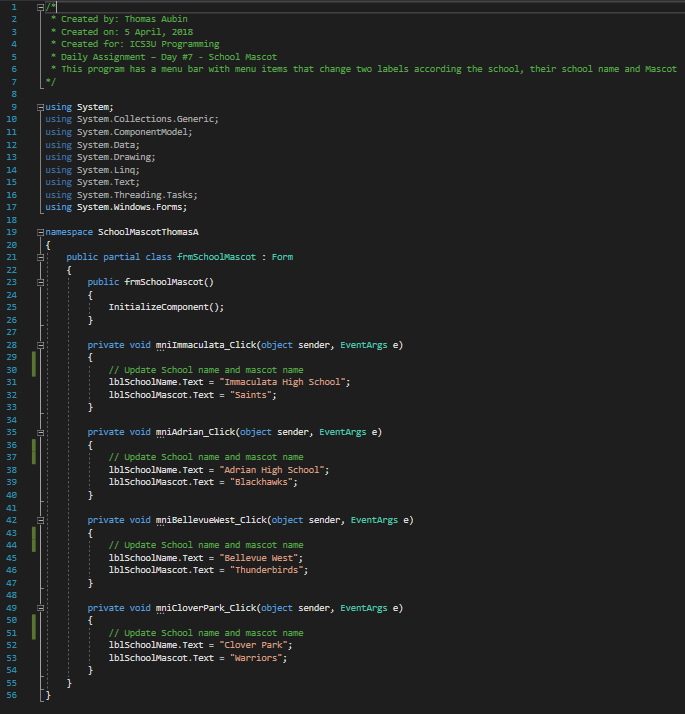 1 /*
2 * Created by: Thomas Aubin
3 * Created on: 5 April, 2018
4 * Created for: ICS3U Programming
5 * Daily Assignment – Day #7 - School Mascot
6 * This program has a menu bar with menu items that change two labels according the school, their school name and Mascot
7 */
8
9 using System;
10 using System.Collections.Generic;
11 using System.ComponentModel;
12 using System.Data;
13 using System.Drawing;
14 using System.Linq;
15 using System.Text;
16 using System.Threading.Tasks;
17 using System.Windows.Forms;
18
19 namespace SchoolMascotThomasA
20 {
21 public partial class frmSchoolMascot : Form
22 {
23 public frmSchoolMascot()
24 {
25 InitializeComponent();
26 }
27
28 private void mniImmaculata_Click(object sender, EventArgs e)
29 {
30 // Update School name and mascot name
31 lblSchoolName.Text = "Immaculata High School";
32 lblSchoolMascot.Text = "Saints";
33 }
34
35 private void mniAdrian_Click(object sender, EventArgs e)
36 {
37 // Update School name and mascot name
38 lblSchoolName.Text = "Adrian High School";
39 lblSchoolMascot.Text = "Blackhawks";
40 }
41
42 private void mniBellevueWest_Click(object sender, EventArgs e)
43 {
44 // Update School name and mascot name
45 lblSchoolName.Text = "Bellevue West";
46 lblSchoolMascot.Text = "Thunderbirds";
47 }
48
49 private void mniCloverPark_Click(object sender, EventArgs e)
50 {
51 // Update School name and mascot name
52 lblSchoolName.Text = "Clover Park";
53 lblSchoolMascot.Text = "Warriors";
54 }
55 }
56 }